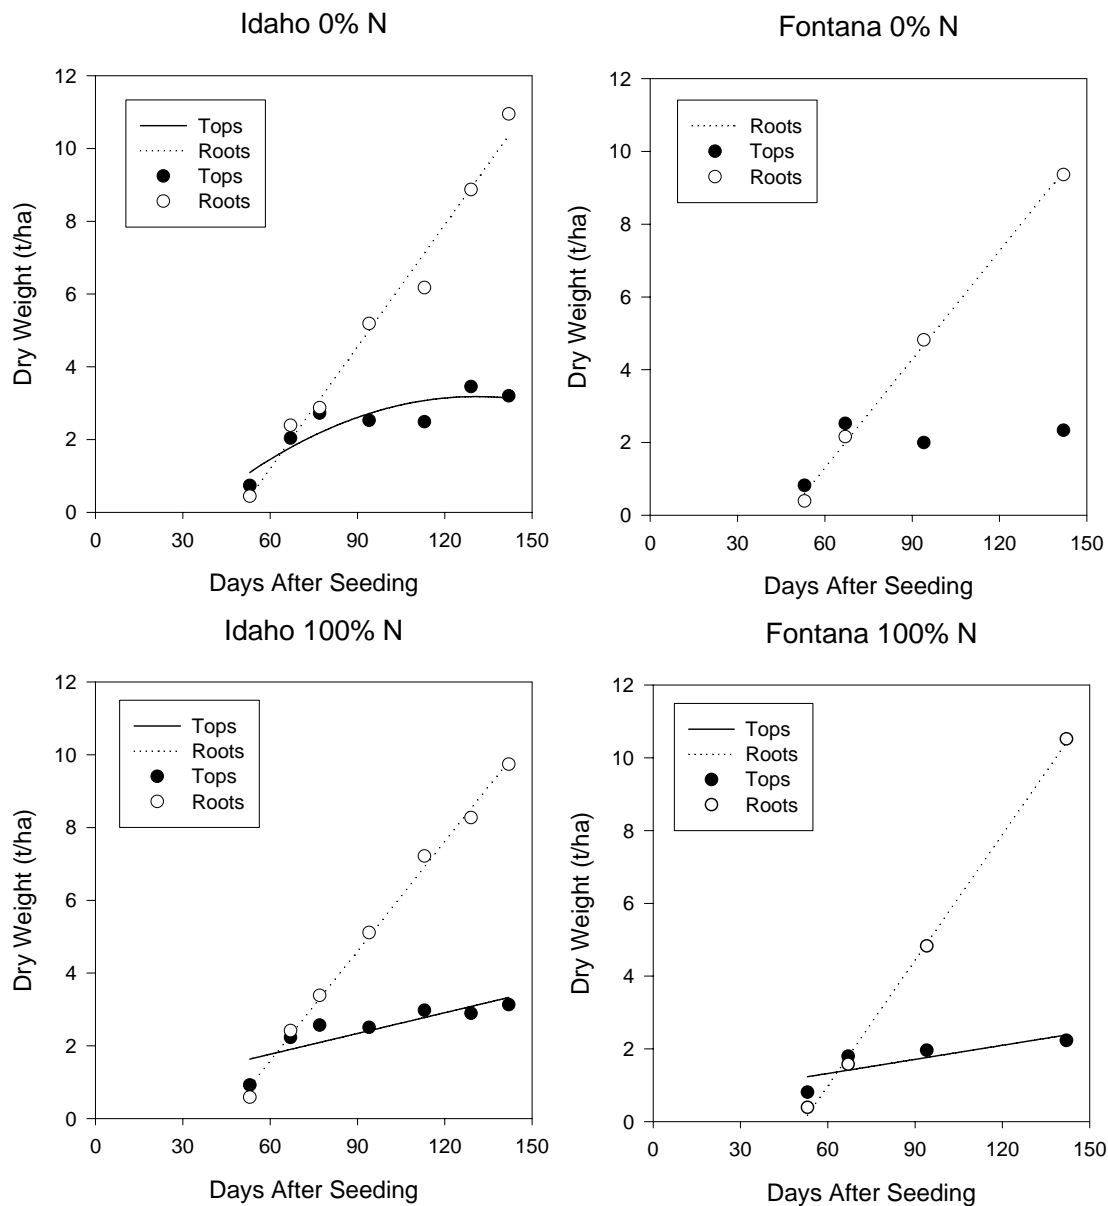 Idaho 0% N
Dry Weight (t/ha)
12
10
8
6
4
2
0
Tops
Roots
Tops
Roots
0 30 60 90 120 150
Days After Seeding
Fontana 0% N
Dry Weight (t/ha)
12
10
8
6
4
2
0
Roots
Tops
Roots
0 30 60 90 120 150
Days After Seeding
Idaho 100% N
Dry Weight (t/ha)
12
10
8
6
4
2
0
Tops
Roots
Tops
Roots
0 30 60 90 120 150
Days After Seeding
Fontana 100% N
Dry Weight (t/ha)
12
10
8
6
4
2
0
Tops
Roots
Tops
Roots
0 30 60 90 120 150
Days After Seeding